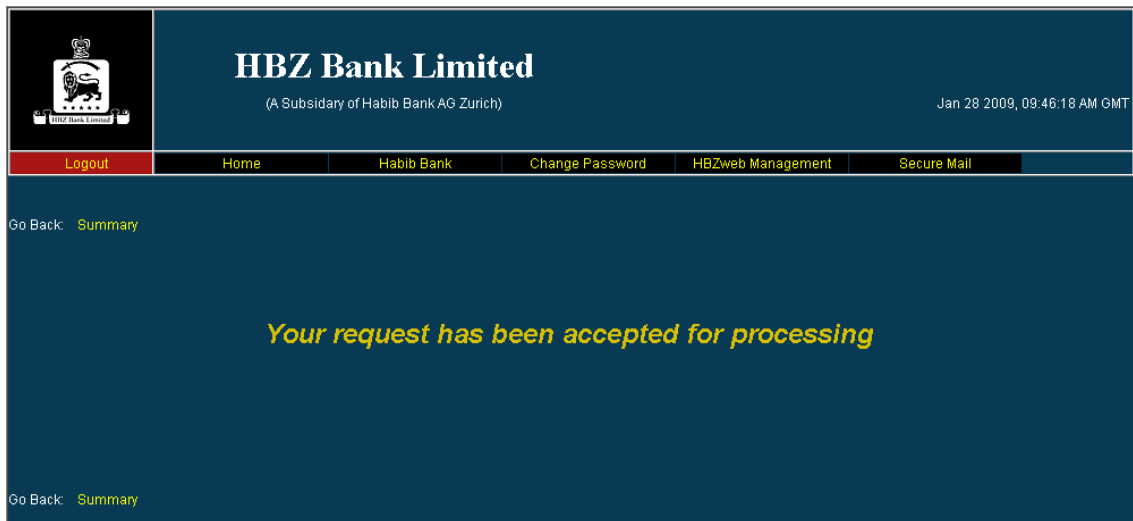 HBZ Bank Limited
HBZ Bank Limited
(A Subsidary of Habib Bank AG Zurich)
Jan 28 2009, 09:46:18 AM GMT
Logout Home Habib Bank Change Password HBZweb Management Secure Mail
Go Back: Summary
Your request has been accepted for processing
Go Back: Summary